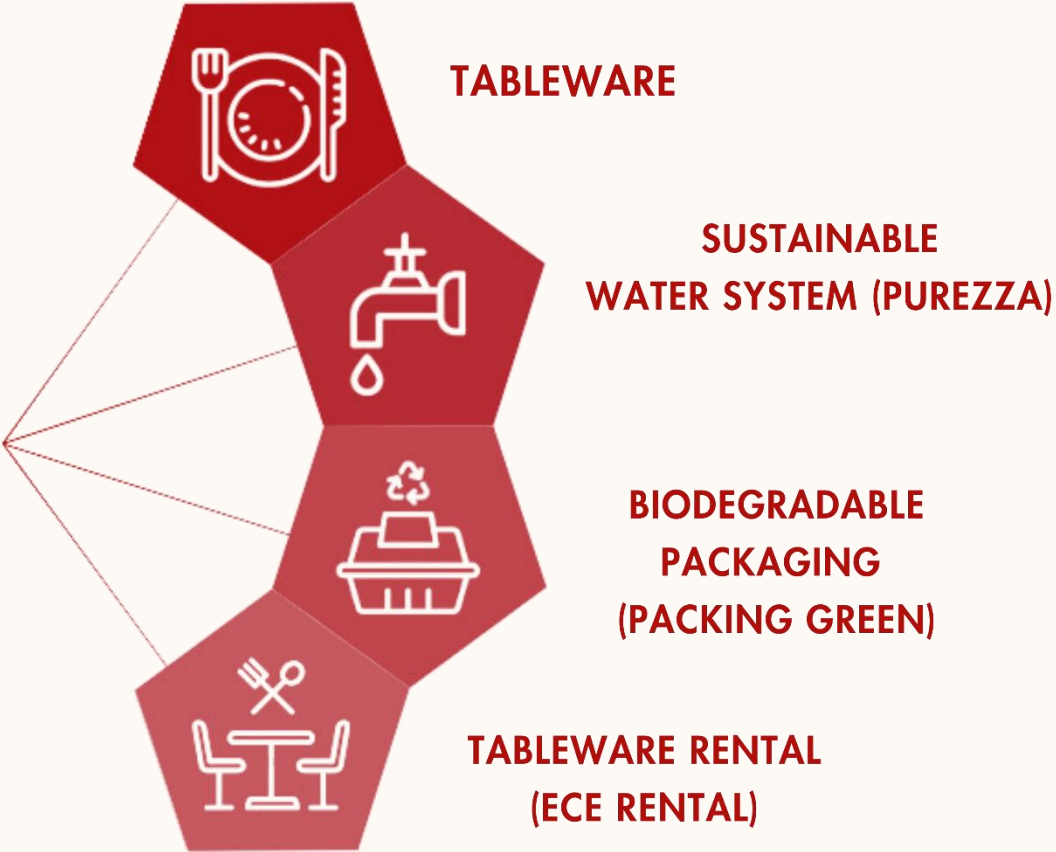 TABLEWARE
SUSTAINABLE
WATER SYSTEM (PUREZZA)
BIODEGRADABLE
PACKAGING
(PACKING GREEN)
TABLEWARE RENTAL
(ECE RENTAL)